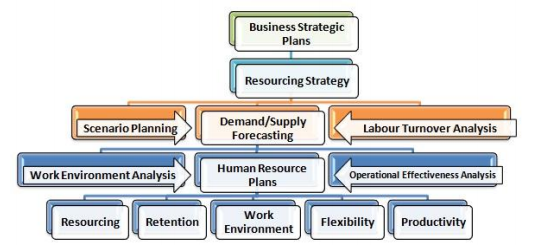 Business Strategic
Plans
Resourcing Strategy
Scenario Planning
Demand/Supply
Forecasting
Labour Turnover Analysis
Work Environment Analysis
Human Resource
Plans
Operational Effectiveness Analysis
Resourcing
Retention
Work
Environment
Flexibility
Productivity